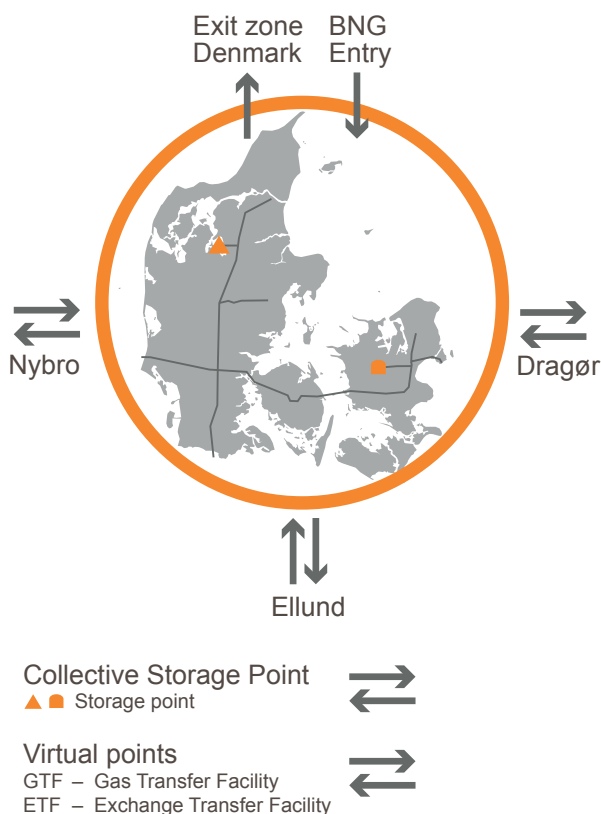 Exit zone
Denmark
BNG
Entry
Nybro
Dragør
Ellund
Collective Storage Point
Storage point
Virtual points
GTF – Gas Transfer Facility
ETF – Exchange Transfer Facility